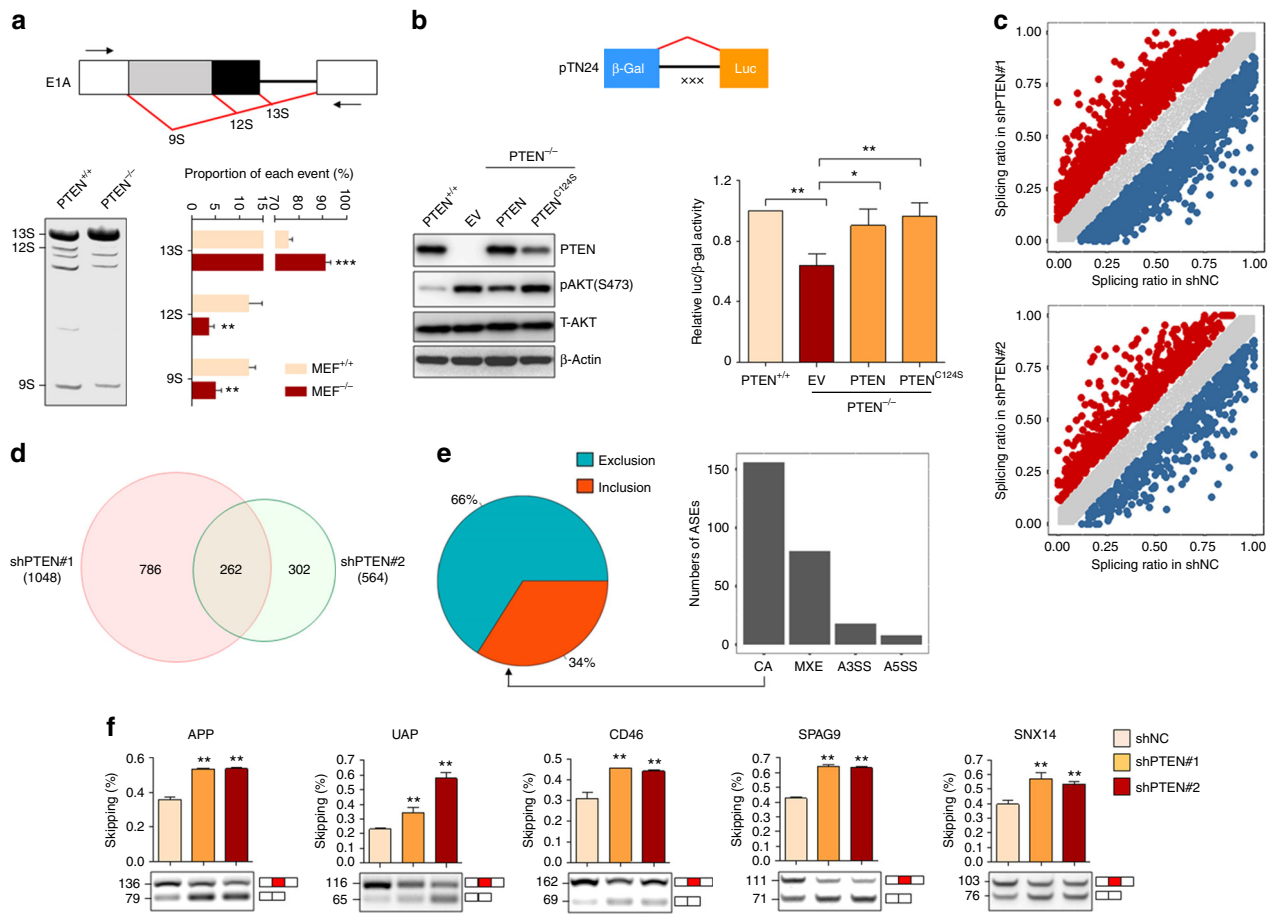 a
E1A
9S
12S
13S
PTEN+/+
PTEN–/–
13S
12S
9S
Proportion of each event (%)
0
5
10
15
70
80
90
100
13S
***
12S
**
9S
**
MEF+/+
MEF–/–
b
pTN24
β-Gal
×××
Luc
PTEN–/–
PTEN+/+
EV
PTEN
PTENC124S
PTEN
pAKT(S473)
T-AKT
β-Actin
Relative luc/β-gal activity
1.2
0.8
0.4
0
**
*
**
PTEN+/+
EV
PTEN
PTENC124S
PTEN–/–
c
Splicing ratio in shPTEN#1
1.00
0.75
0.50
0.25
0.00
0.00
0.25
0.50
0.75
1.00
Splicing ratio in shNC
Splicing ratio in shPTEN#2
1.00
0.75
0.50
0.25
0.00
0.00
0.25
0.50
0.75
1.00
Splicing ratio in shNC
d
shPTEN#1
(1048)
786
262
302
shPTEN#2
(564)
e
Exclusion
Inclusion
66%
34%
Numbers of ASEs
150
100
50
0
CA
MXE
A3SS
A5SS
f
APP
Skipping (%)
0.6
0.4
0.2
0.0
**
**
136
79
UAP
Skipping (%)
0.7
0.6
0.5
0.4
0.3
0.2
0.1
0.0
**
**
116
65
CD46
Skipping (%)
0.5
0.4
0.3
0.2
0.1
0.0
**
**
162
69
SPAG9
Skipping (%)
0.7
0.6
0.5
0.4
0.3
0.2
0.1
0.0
**
**
111
71
SNX14
Skipping (%)
0.7
0.6
0.5
0.4
0.3
0.2
0.1
0.0
**
**
103
76
shNC
shPTEN#1
shPTEN#2